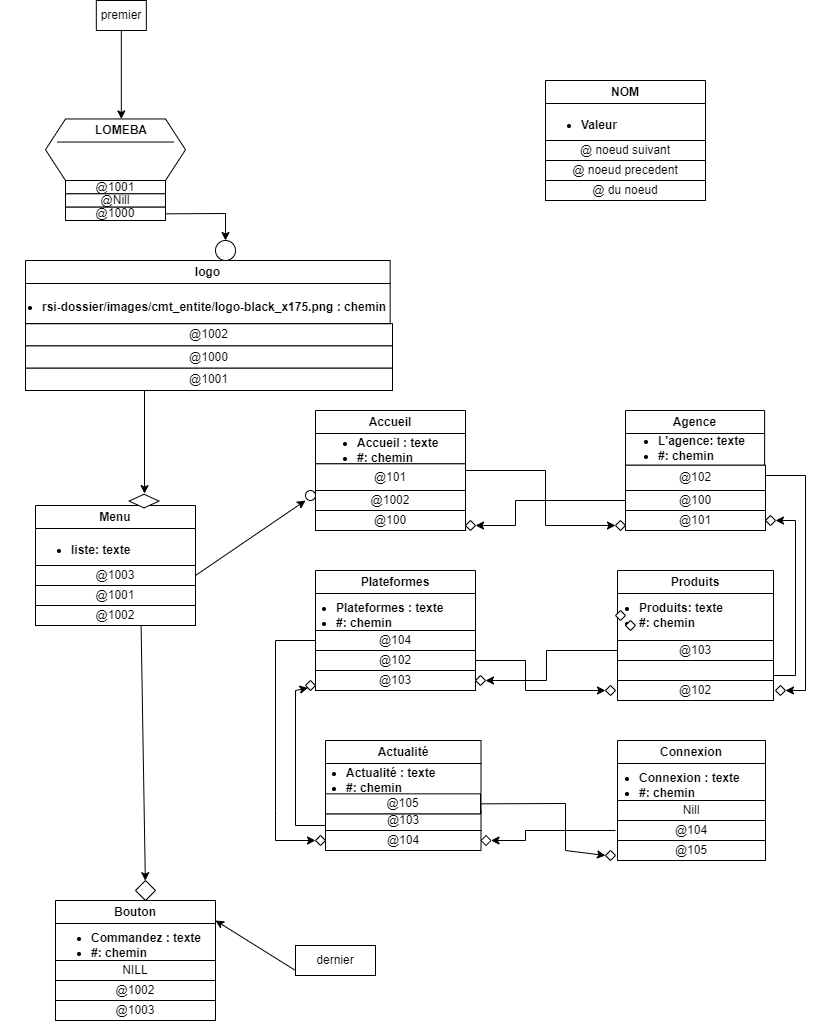 premier
LOMEBA
@1001
@Nill
@1000
NOM
Valeur
@ noeud suivant
@ noeud precedent
@ du noeud
logo
rsi-dossier/images/cmt_entite/logo-black_x175.png : chemin
@1002
@1000
@1001
Accueil
Accueil : texte
#: chemin
@101
@1002
@100
Agence
L'agence: texte
#: chemin
@102
@100
@101
Menu
liste: texte
@1003
@1001
@1002
Plateformes
Plateformes : texte
#: chemin
@104
@102
@103
Produits
Produits: texte
#: chemin
@103
@102
Actualité
Actualité : texte
#: chemin
@105
@103
@104
Connexion
Connexion : texte
#: chemin
Nill
@104
@105
Bouton
Commandez : texte
#: chemin
NILL
@1002
@1003
dernier